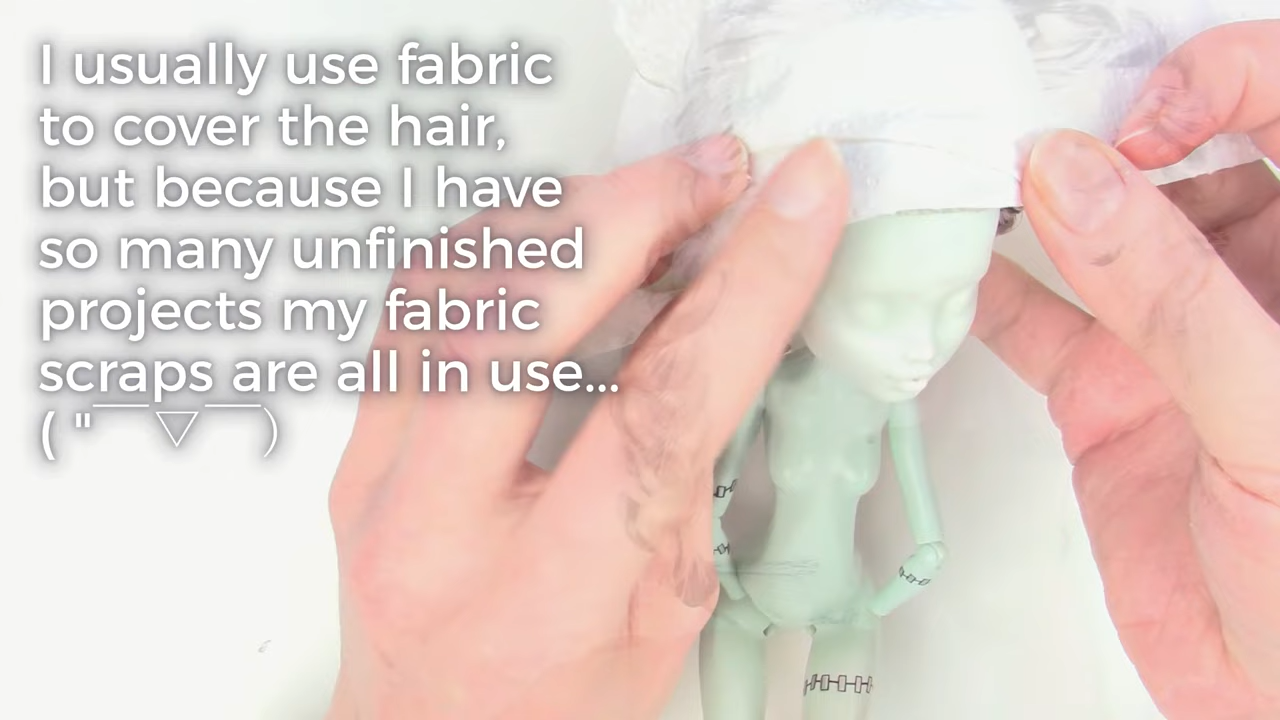 I usually use fabric
to cover the hair,
but because I have
so many unfinished
projects my fabric
scraps are all in use...
( "￣▽￣）